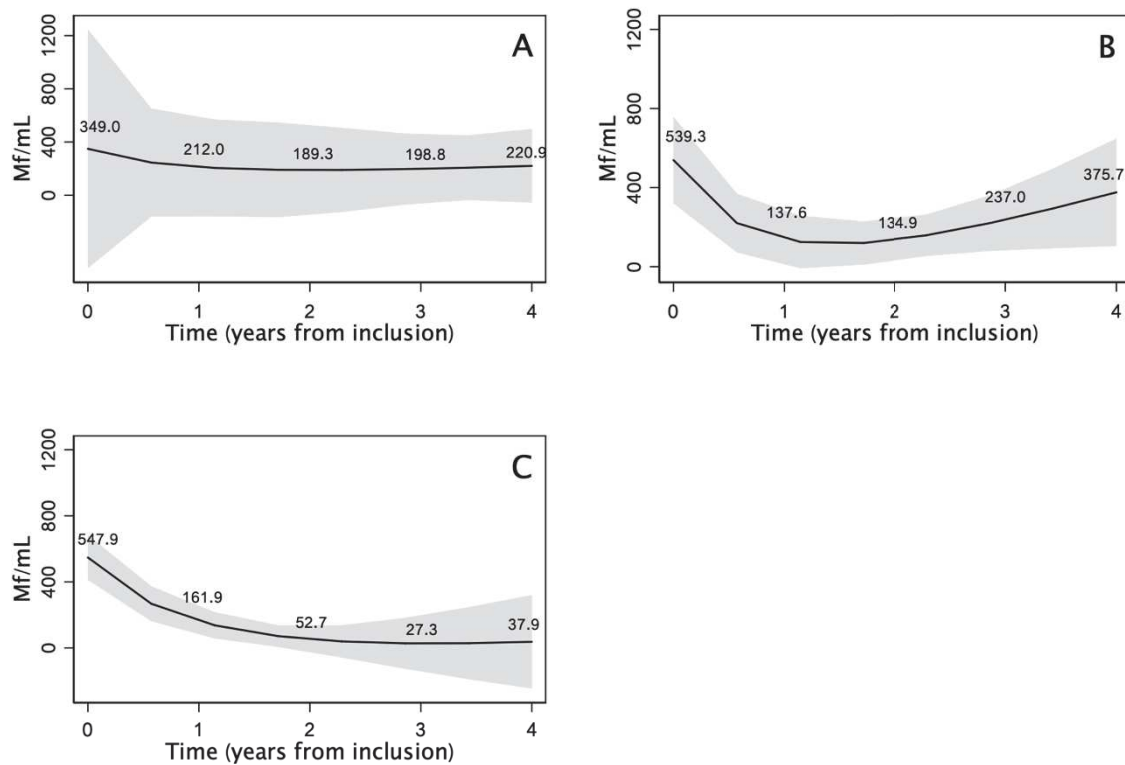 A
Mf/mL
1200
800
400
0
349.0
212.0
189.3
198.8
220.9
0 1 2 3 4
Time (years from inclusion)
B
Mf/mL
1200
800
400
0
539.3
137.6
134.9
237.0
375.7
0 1 2 3 4
Time (years from inclusion)
C
Mf/mL
1200
800
400
0
547.9
161.9
52.7
27.3
37.9
0 1 2 3 4
Time (years from inclusion)